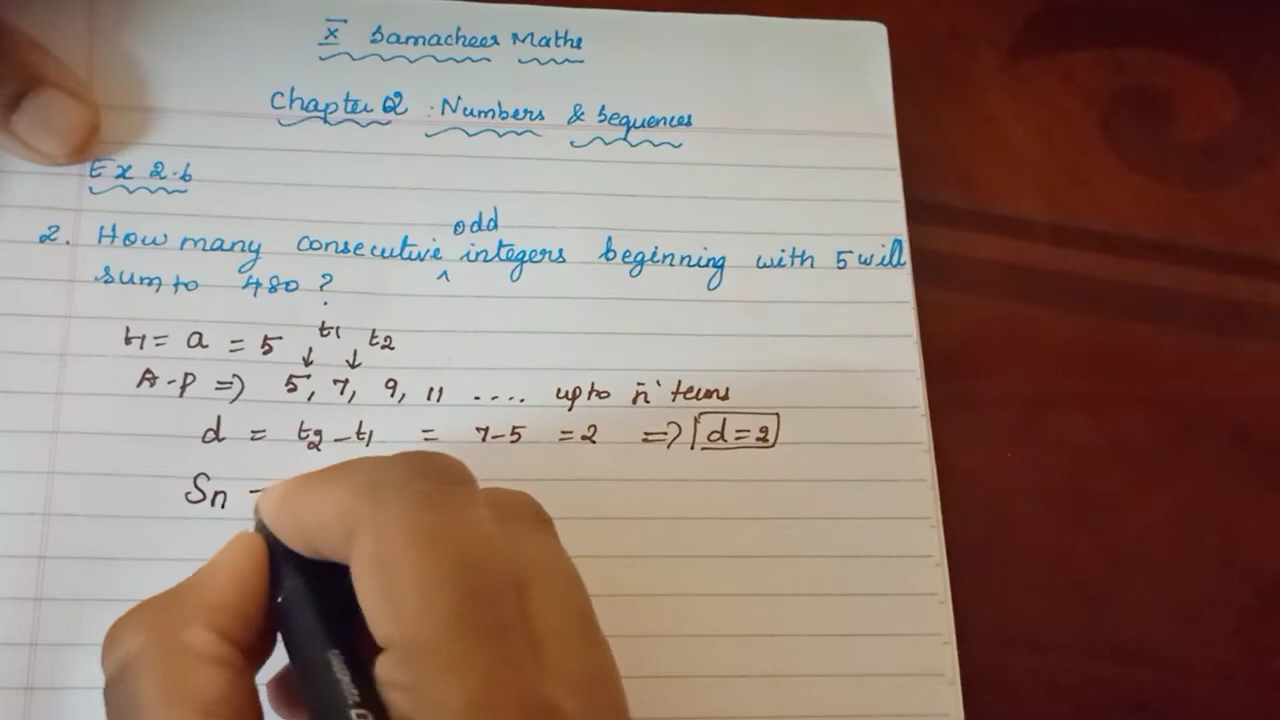 X Samacheer Maths
Chapter 2 : Numbers & Sequences
Ex 2.6
odd
2. How many consecutive ^ integers beginning with 5 will
sum to 480 ?
t1 = a = 5 t1 t2
↓ ↓
A.P => 5, 7, 9, 11 .... upto 'n' terms
d = t2 - t1 = 7-5 = 2 => d=2
Sn =